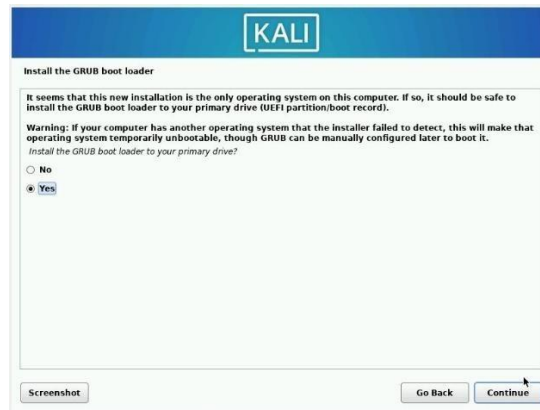 KALI
Install the GRUB boot loader
It seems that this new installation is the only operating system on this computer. If so, it should be safe to
install the GRUB boot loader to your primary drive (UEFI partition/boot record).
Warning: If your computer has another operating system that the installer failed to detect, this will make that
operating system temporarily unbootable, though GRUB can be manually configured later to boot it.
Install the GRUB boot loader to your primary drive?
No
Yes
Screenshot
Go Back
Continue